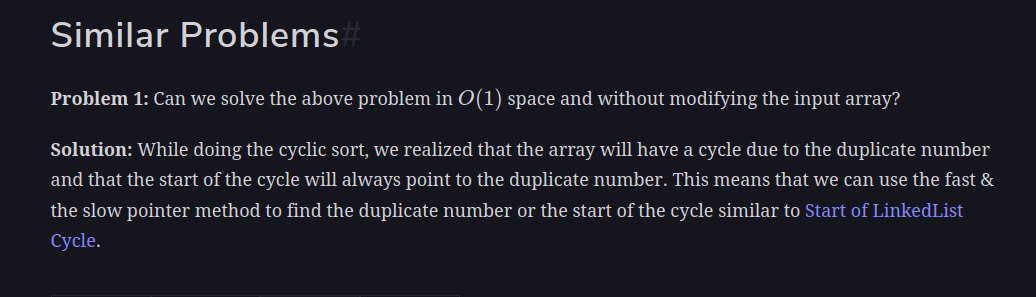 Similar Problems#
Problem 1: Can we solve the above problem in O(1) space and without modifying the input array?
Solution: While doing the cyclic sort, we realized that the array will have a cycle due to the duplicate number
and that the start of the cycle will always point to the duplicate number. This means that we can use the fast &
the slow pointer method to find the duplicate number or the start of the cycle similar to Start of LinkedList
Cycle.